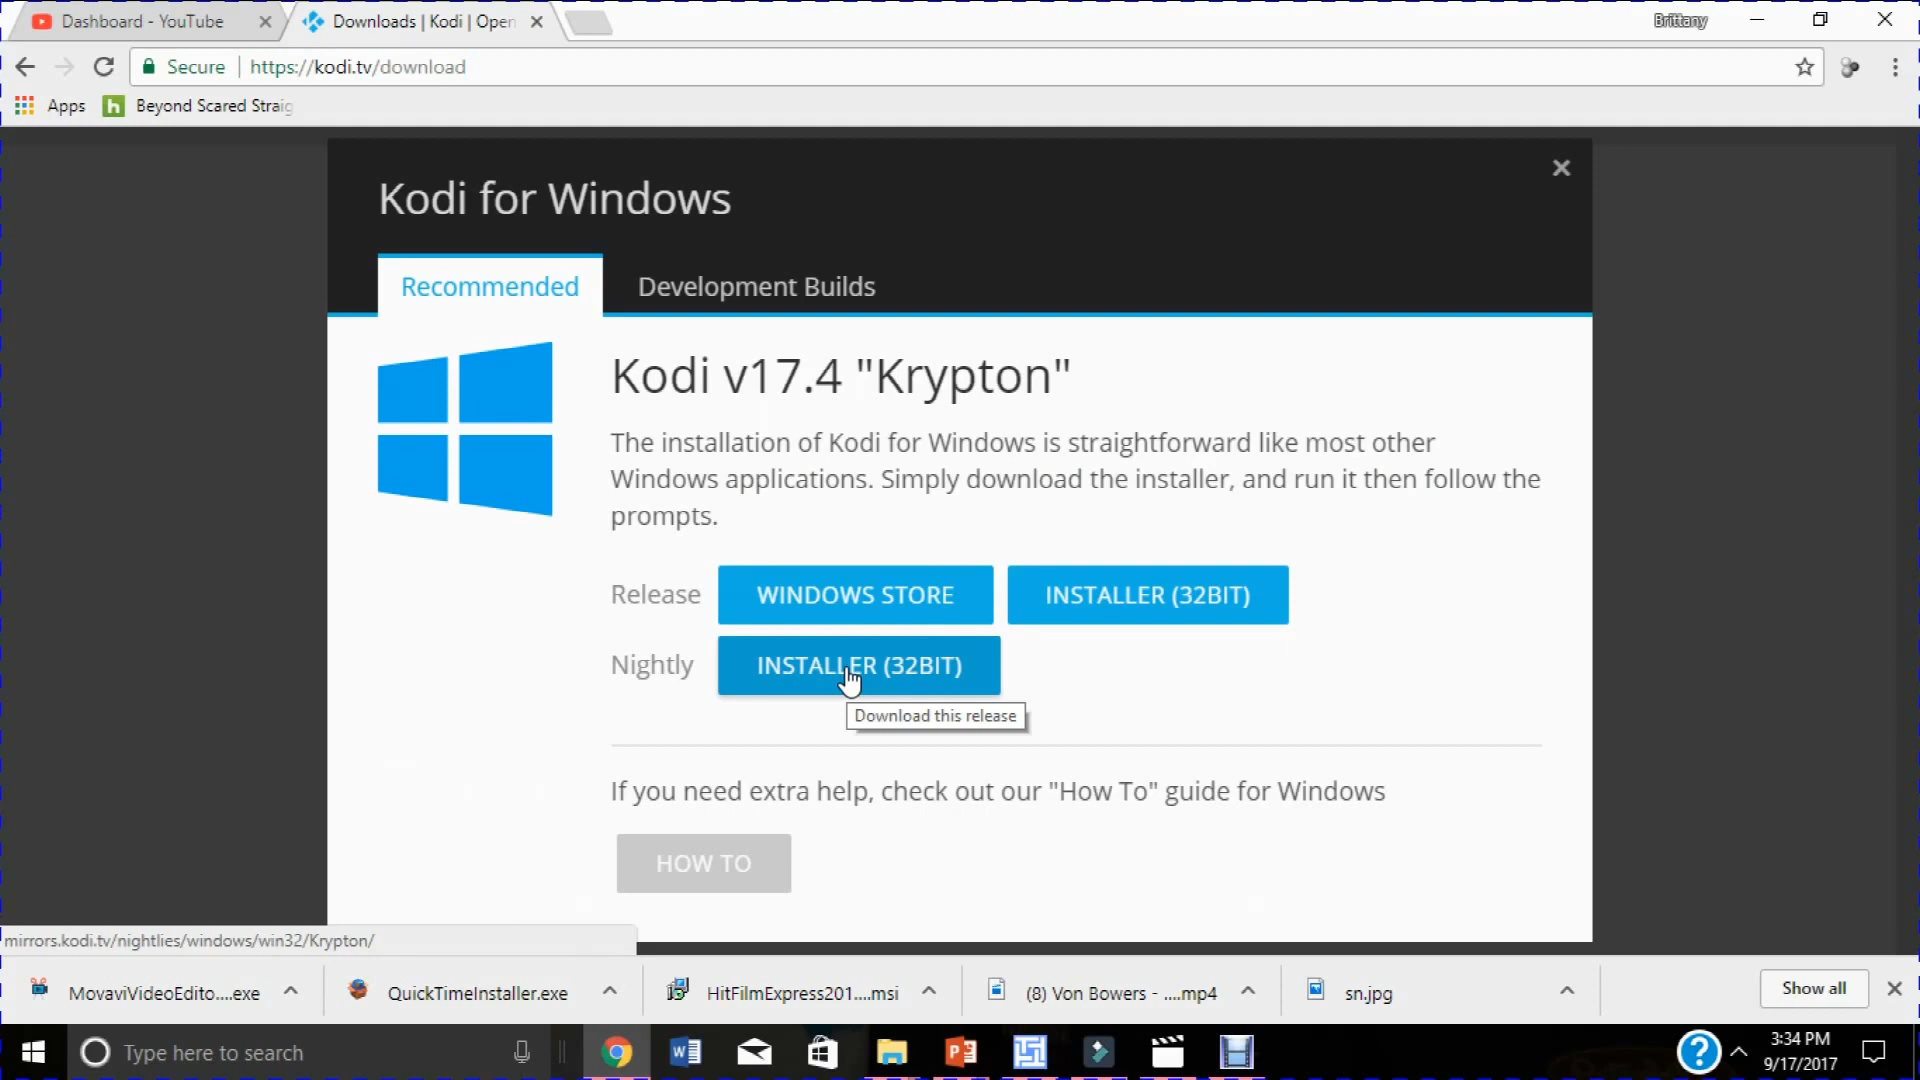 Dashboard - YouTube
Downloads | Kodi | Open
Brittany
Secure
https://kodi.tv/download
Apps
h
Beyond Scared Straig
Kodi for Windows
Recommended
Development Builds
Kodi v17.4 "Krypton"
The installation of Kodi for Windows is straightforward like most other
Windows applications. Simply download the installer, and run it then follow the
prompts.
Release
WINDOWS STORE
INSTALLER (32BIT)
Nightly
INSTALLER (32BIT)
Download this release
If you need extra help, check out our "How To" guide for Windows
HOW TO
mirrors.kodi.tv/nightlies/windows/win32/Krypton/
MovaviVideoEdito....exe
QuickTimeInstaller.exe
HitFilmExpress201....msi
(8) Von Bowers - ....mp4
sn.jpg
Show all
Type here to search
3:34 PM
9/17/2017